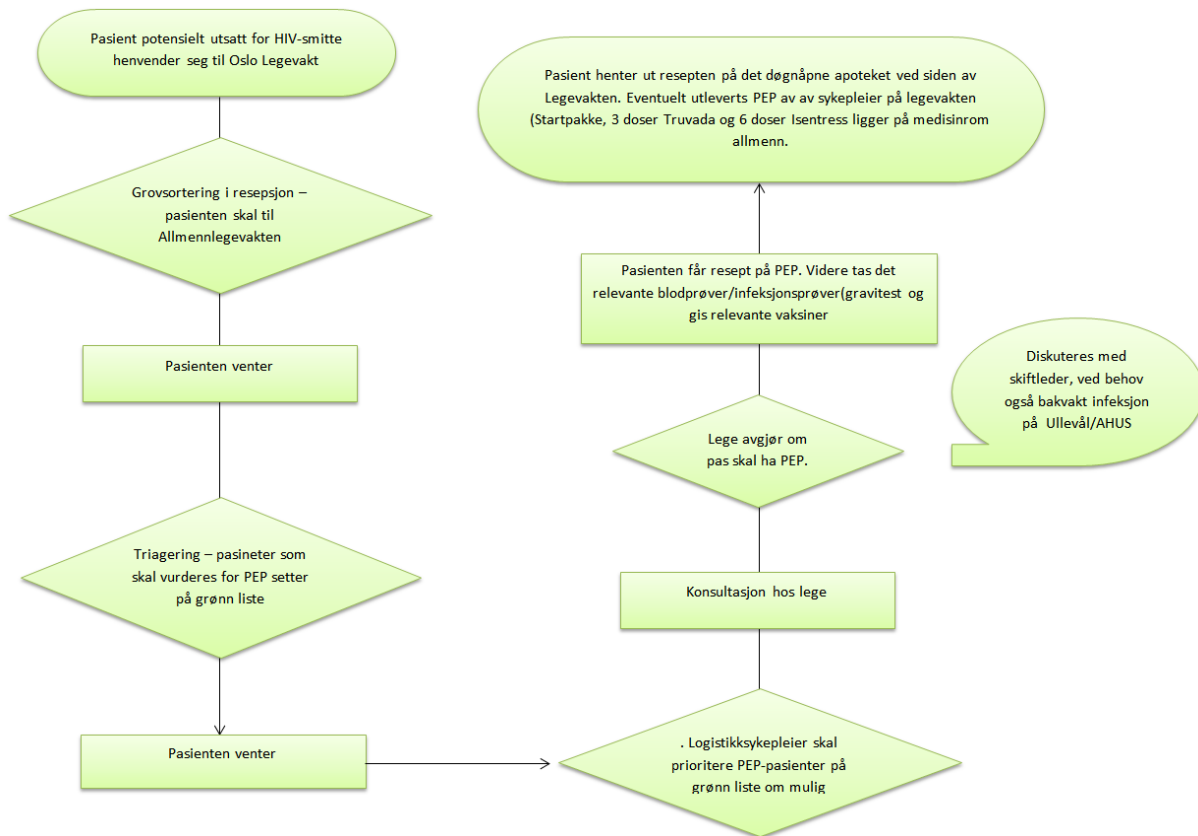 Pasient potensielt utsatt for HIV-smitte
henvender seg til Oslo Legevakt
Grovsortering i resepsjon –
pasienten skal til
Allmennlegevakten
Pasienten venter
Triagering – pasineter som
skal vurderes for PEP setter
på grønn liste
Pasienten venter
. Logistikksykepleier skal
prioritere PEP-pasienter på
grønn liste om mulig
Konsultasjon hos lege
Lege avgjør om
pas skal ha PEP.
Diskuteres med
skiftleder, ved behov
også bakvakt infeksjon
på Ullevål/AHUS
Pasienten får resept på PEP. Videre tas det
relevante blodprøver/infeksjonsprøver(gravitest og
gis relevante vaksiner
Pasient henter ut resepten på det døgnåpne apoteket ved siden av
Legevakten. Eventuelt utleverts PEP av av sykepleier på legevakten
(Startpakke, 3 doser Truvada og 6 doser Isentress ligger på medisinrom
allmenn.